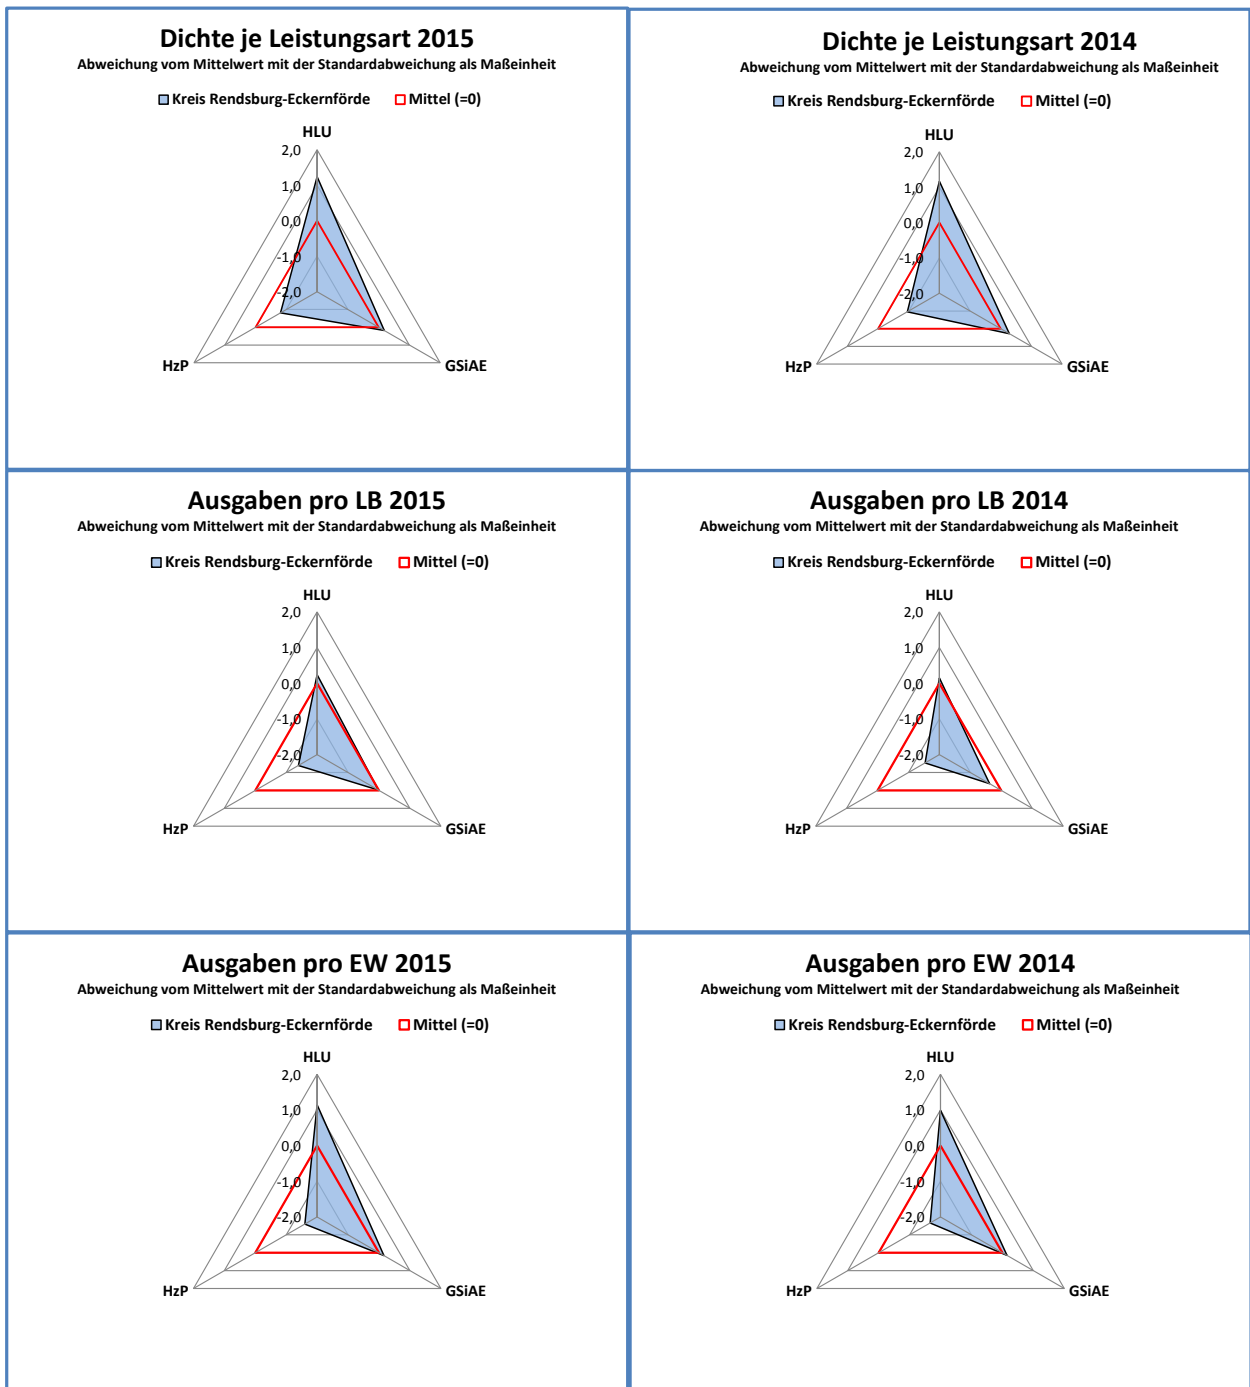 Dichte je Leistungsart 2015
Abweichung vom Mittelwert mit der Standardabweichung als Maßeinheit
Kreis Rendsburg-Eckernförde Mittel (=0)
HLU
2,0
1,0
0,0
-1,0
-2,0
HzP
GSiAE
Dichte je Leistungsart 2014
Abweichung vom Mittelwert mit der Standardabweichung als Maßeinheit
Kreis Rendsburg-Eckernförde Mittel (=0)
HLU
2,0
1,0
0,0
-1,0
-2,0
HzP
GSiAE
Ausgaben pro LB 2015
Abweichung vom Mittelwert mit der Standardabweichung als Maßeinheit
Kreis Rendsburg-Eckernförde Mittel (=0)
HLU
2,0
1,0
0,0
-1,0
-2,0
HzP
GSiAE
Ausgaben pro LB 2014
Abweichung vom Mittelwert mit der Standardabweichung als Maßeinheit
Kreis Rendsburg-Eckernförde Mittel (=0)
HLU
2,0
1,0
0,0
-1,0
-2,0
HzP
GSiAE
Ausgaben pro EW 2015
Abweichung vom Mittelwert mit der Standardabweichung als Maßeinheit
Kreis Rendsburg-Eckernförde Mittel (=0)
HLU
2,0
1,0
0,0
-1,0
-2,0
HzP
GSiAE
Ausgaben pro EW 2014
Abweichung vom Mittelwert mit der Standardabweichung als Maßeinheit
Kreis Rendsburg-Eckernförde Mittel (=0)
HLU
2,0
1,0
0,0
-1,0
-2,0
HzP
GSiAE